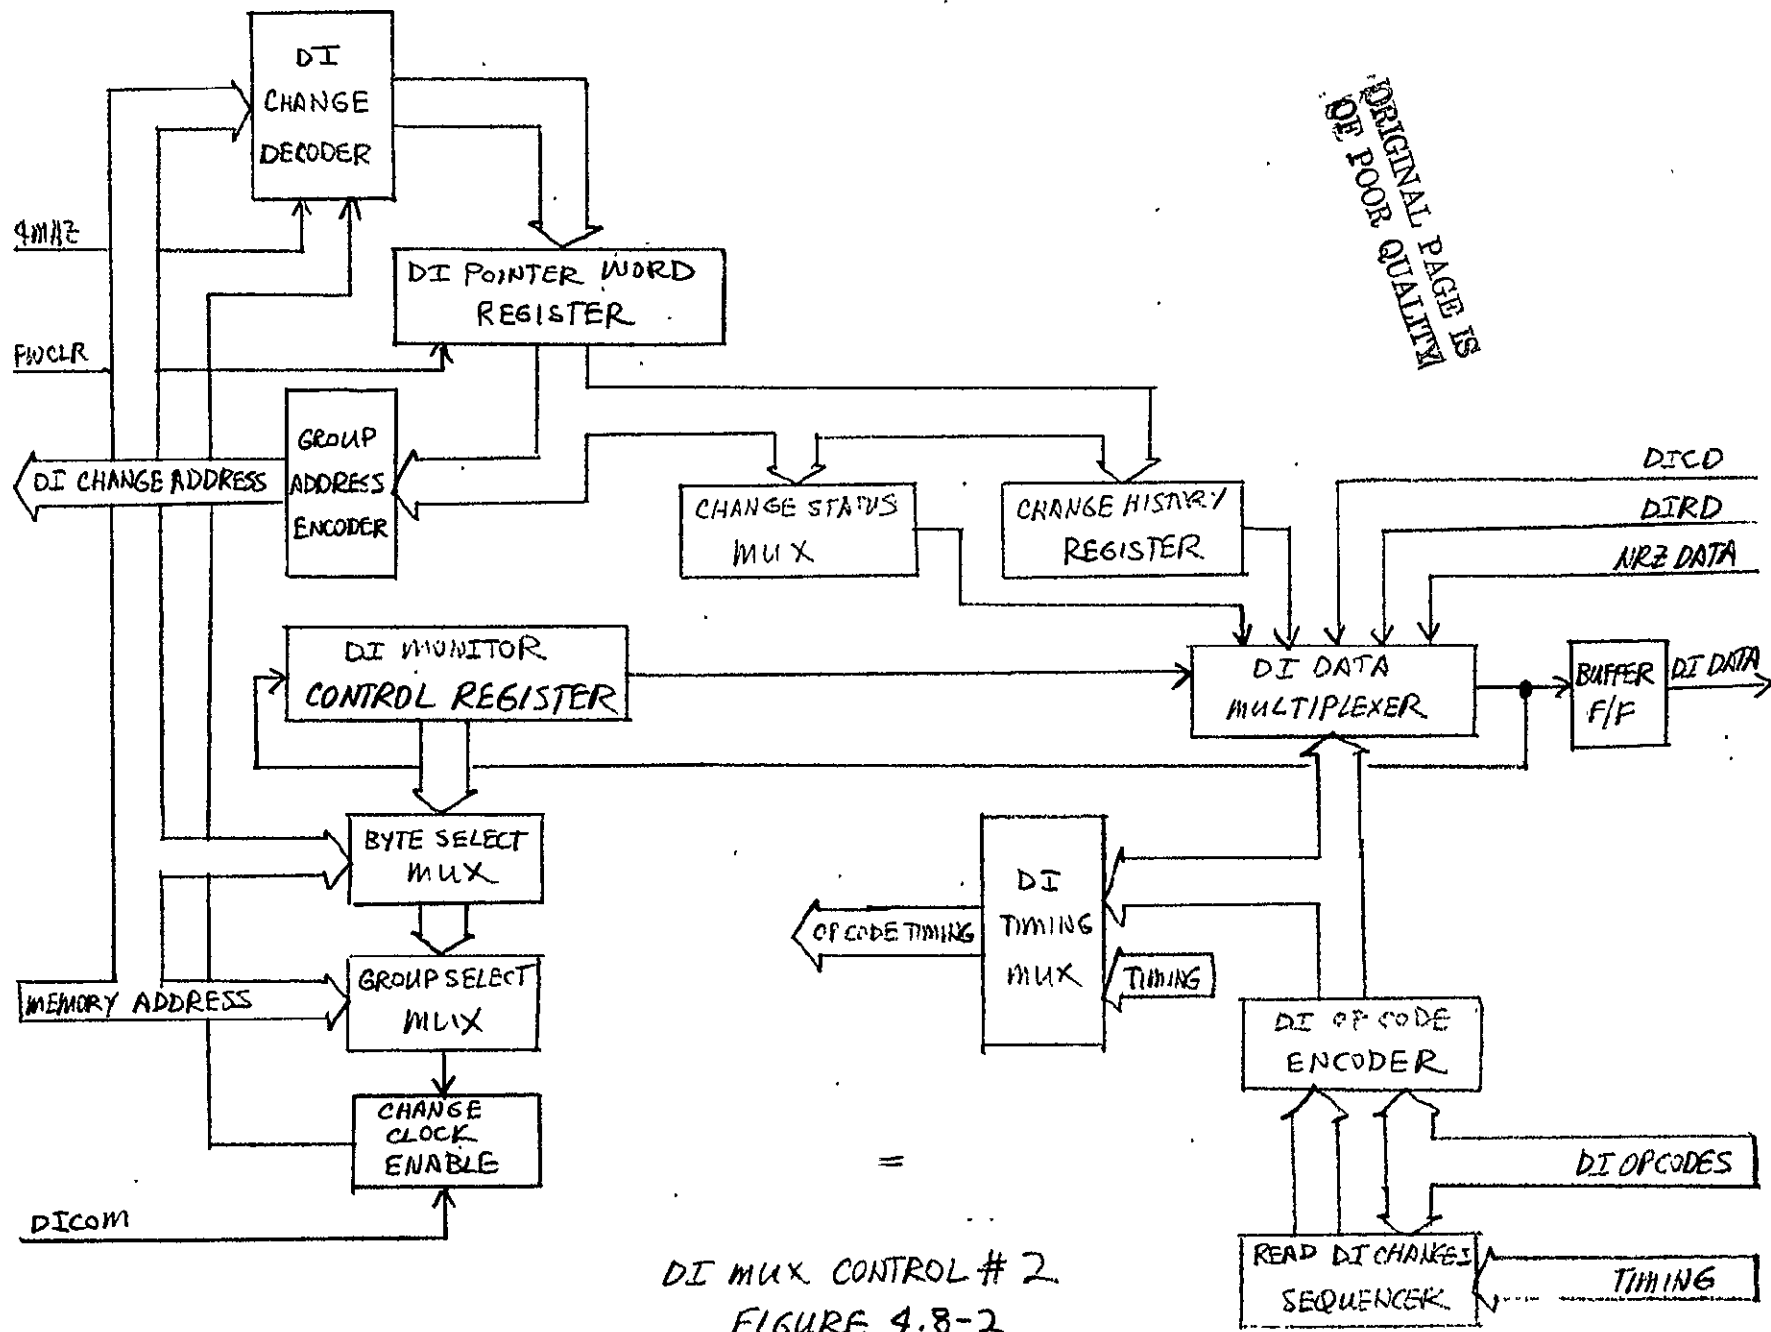 DI
CHANGE
DECODER
ORIGINAL PAGE IS
OF POOR QUALITY
4MHZ
DI POINTER WORD
REGISTER
PWCLR
GROUP
ADDRESS
ENCODER
DI CHANGE ADDRESS
CHANGE STATUS
MUX
CHANGE HISTORY
REGISTER
DICD
DIRD
NRZ DATA
DI MONITOR
CONTROL REGISTER
DI DATA
MULTIPLEXER
BUFFER
F/F
DI DATA
BYTE SELECT
MUX
DI
TIMING
MUX
OP CODE TIMING
TIMING
GROUP SELECT
MUX
MEMORY ADDRESS
DI OP CODE
ENCODER
CHANGE
CLOCK
ENABLE
DI OPCODES
DICOM
READ DI CHANGES
SEQUENCER
TIMING
DI MUX CONTROL # 2
FIGURE 4.8-2